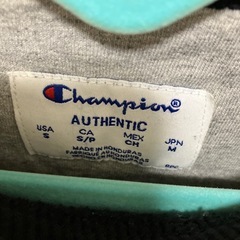 Champion®
AUTHENTIC
USA CA MEX JPN
S S/P CH M
MADE IN HONDURAS